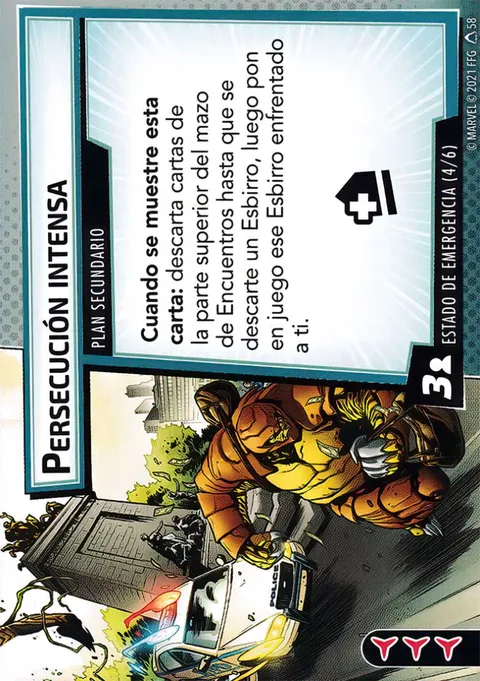 PERSECUCIÓN INTENSA
PLAN SECUNDARIO
Cuando se muestre esta
carta: descarta cartas de
la parte superior del mazo
de Encuentros hasta que se
descarte un Esbirro, luego pon
en juego ese Esbirro enfrentado
a ti.
3
ESTADO DE EMERGENCIA (4/6)
© MARVEL © 2021 FFG 58
POLICE